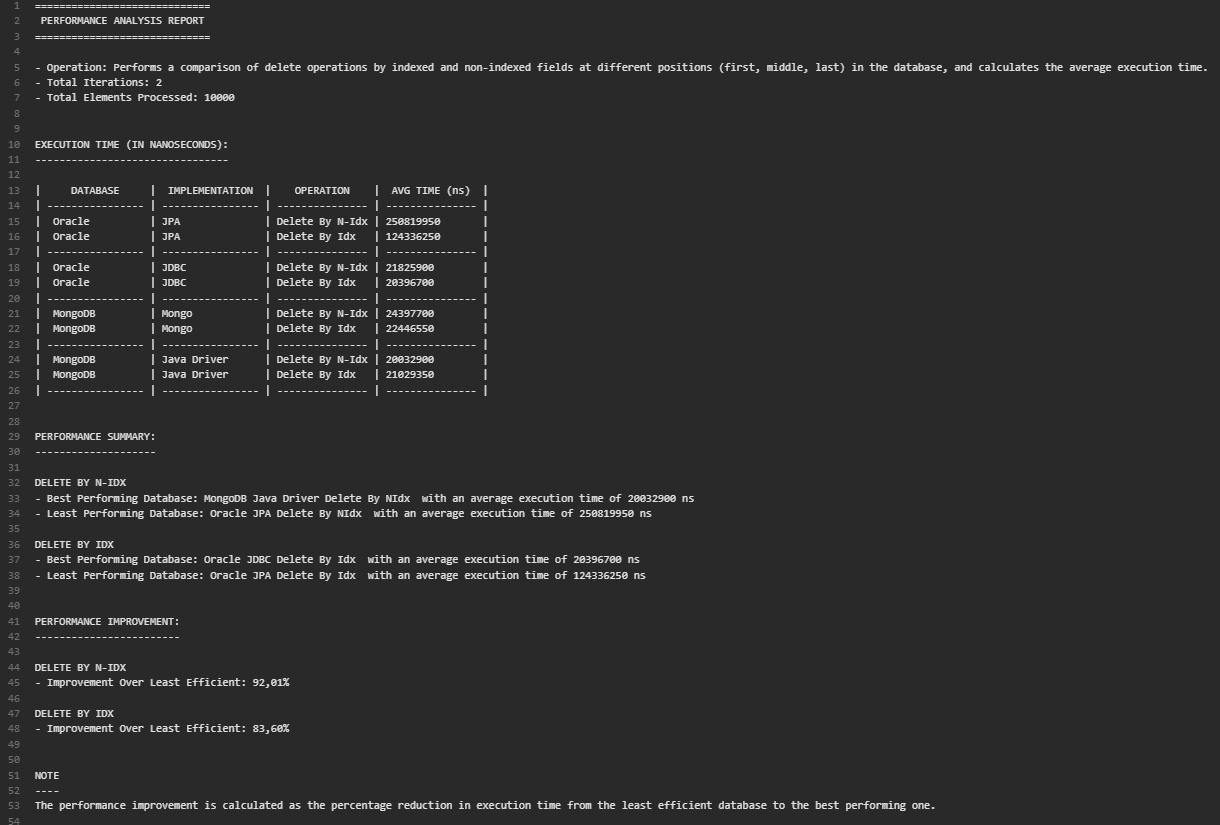 1 =============================
2  PERFORMANCE ANALYSIS REPORT
3 =============================
4
5 - Operation: Performs a comparison of delete operations by indexed and non-indexed fields at different positions (first, middle, last) in the database, and calculates the average execution time.
6 - Total Iterations: 2
7 - Total Elements Processed: 10000
8
9
10 EXECUTION TIME (IN NANOSECONDS):
11 --------------------------------
12
13 |     DATABASE     |  IMPLEMENTATION  |    OPERATION    |  AVG TIME (ns)  |
14 | ---------------- | ---------------- | --------------- | --------------- |
15 |  Oracle          | JPA              | Delete By N-Idx | 250819950       |
16 |  Oracle          | JPA              | Delete By Idx   | 124336250       |
17 | ---------------- | ---------------- | --------------- | --------------- |
18 |  Oracle          | JDBC             | Delete By N-Idx | 21825900        |
19 |  Oracle          | JDBC             | Delete By Idx   | 20396700        |
20 | ---------------- | ---------------- | --------------- | --------------- |
21 |  MongoDB         | Mongo            | Delete By N-Idx | 24397700        |
22 |  MongoDB         | Mongo            | Delete By Idx   | 22446550        |
23 | ---------------- | ---------------- | --------------- | --------------- |
24 |  MongoDB         | Java Driver      | Delete By N-Idx | 20032900        |
25 |  MongoDB         | Java Driver      | Delete By Idx   | 21029350        |
26 | ---------------- | ---------------- | --------------- | --------------- |
27
28
29 PERFORMANCE SUMMARY:
30 --------------------
31
32 DELETE BY N-IDX
33 - Best Performing Database: MongoDB Java Driver Delete By NIdx  with an average execution time of 20032900 ns
34 - Least Performing Database: Oracle JPA Delete By NIdx  with an average execution time of 250819950 ns
35
36 DELETE BY IDX
37 - Best Performing Database: Oracle JDBC Delete By Idx  with an average execution time of 20396700 ns
38 - Least Performing Database: Oracle JPA Delete By Idx  with an average execution time of 124336250 ns
39
40
41 PERFORMANCE IMPROVEMENT:
42 ------------------------
43
44 DELETE BY N-IDX
45 - Improvement Over Least Efficient: 92,01%
46
47 DELETE BY IDX
48 - Improvement Over Least Efficient: 83,60%
49
50
51 NOTE
52 ----
53 The performance improvement is calculated as the percentage reduction in execution time from the least efficient database to the best performing one.
54